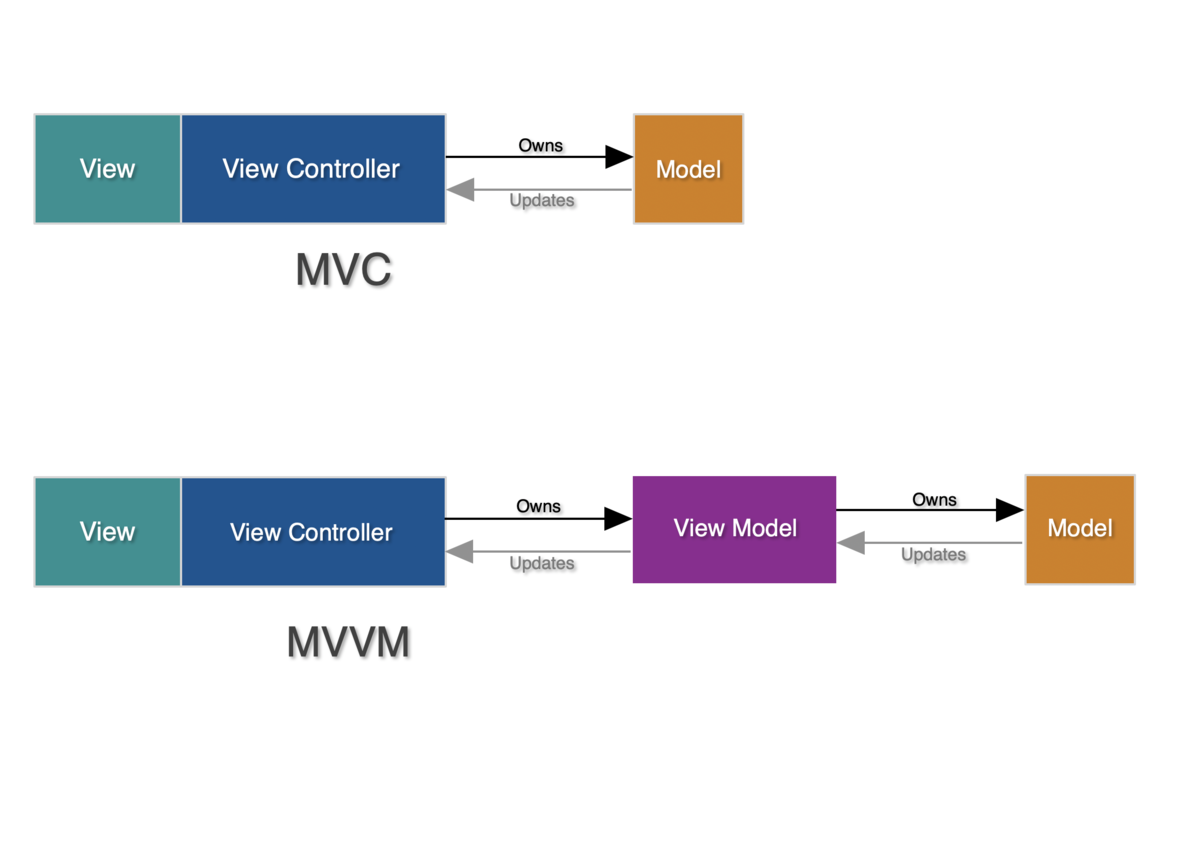 View
View Controller
Owns
Updates
Model
MVC
View
View Controller
Owns
Updates
View Model
Owns
Updates
Model
MVVM